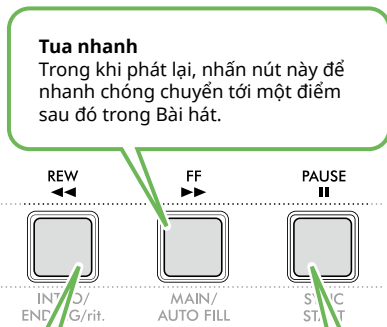 Tua nhanh
Trong khi phát lại, nhấn nút này để
nhanh chóng chuyển tới một điểm
sau đó trong Bài hát.
REW FF PAUSE
MAIN/
AUTO FILL